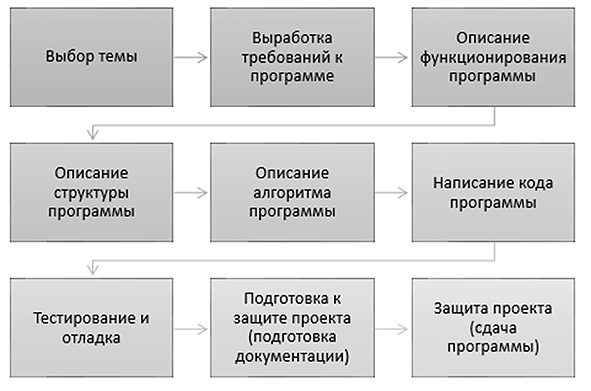 Выбор темы
Выработка
требований к
программе
Описание
функционирования
программы
Описание
структуры
программы
Описание
алгоритма
программы
Написание кода
программы
Тестирование и
отладка
Подготовка к
защите проекта
(подготовка
документации)
Защита проекта
(сдача
программы)